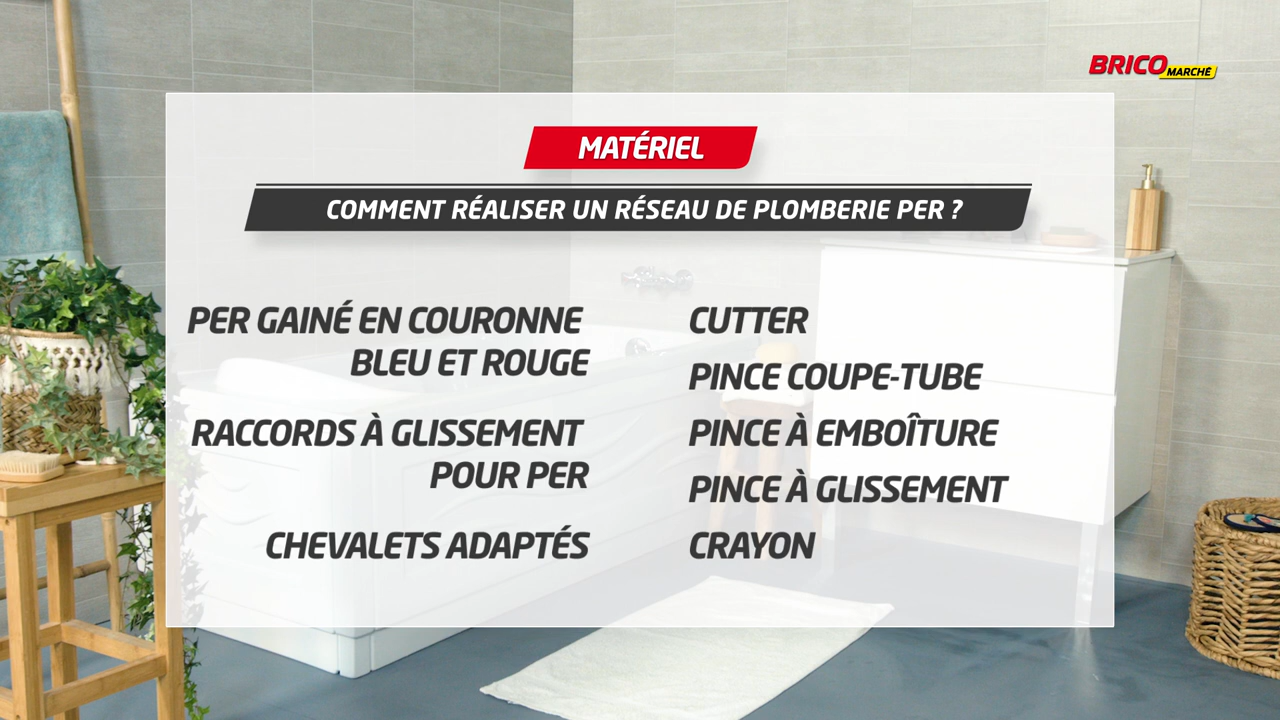 BRICO MARCHÉ
MATÉRIEL
COMMENT RÉALISER UN RÉSEAU DE PLOMBERIE PER ?
PER GAINÉ EN COURONNE
BLEU ET ROUGE
RACCORDS À GLISSEMENT
POUR PER
CHEVALETS ADAPTÉS
CUTTER
PINCE COUPE-TUBE
PINCE À EMBOÎTURE
PINCE À GLISSEMENT
CRAYON